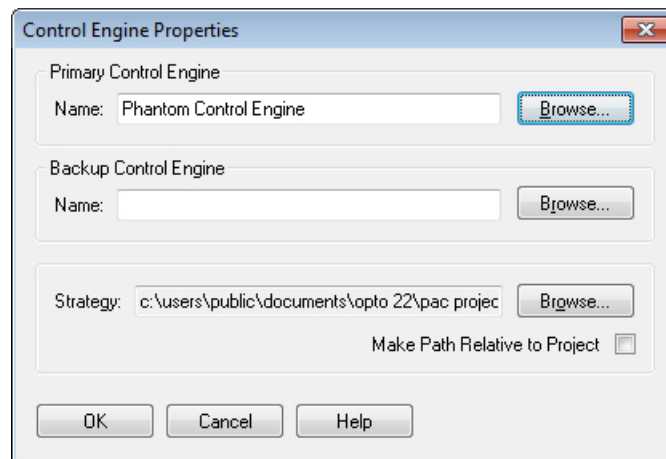 Control Engine Properties
Primary Control Engine
Name: Phantom Control Engine Browse...
Backup Control Engine
Name: Browse...
Strategy: c:\users\public\documents\opto 22\pac projec Browse...
Make Path Relative to Project
OK Cancel Help